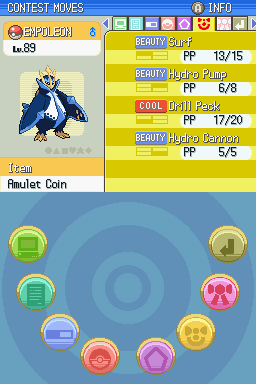 CONTEST MOVES
A INFO
EMPOLEON ♂
Lv.89
Item
Amulet Coin
BEAUTY Surf
PP 13/15
BEAUTY Hydro Pump
PP 6/8
COOL Drill Peck
PP 17/20
BEAUTY Hydro Cannon
PP 5/5